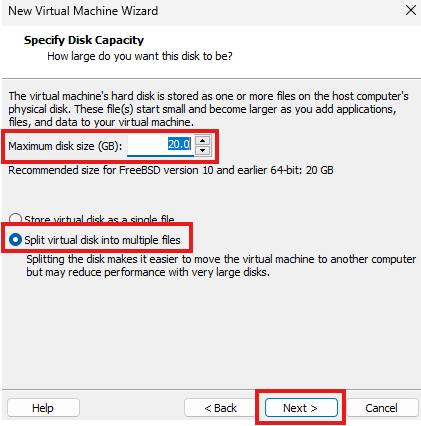 New Virtual Machine Wizard
Specify Disk Capacity
How large do you want this disk to be?
The virtual machine's hard disk is stored as one or more files on the host computer's
physical disk. These file(s) start small and become larger as you add applications,
files, and data to your virtual machine.
Maximum disk size (GB): 20.0
Recommended size for FreeBSD version 10 and earlier 64-bit: 20 GB
Store virtual disk as a single file
Split virtual disk into multiple files
Splitting the disk makes it easier to move the virtual machine to another computer
but may reduce performance with very large disks.
Help < Back Next > Cancel